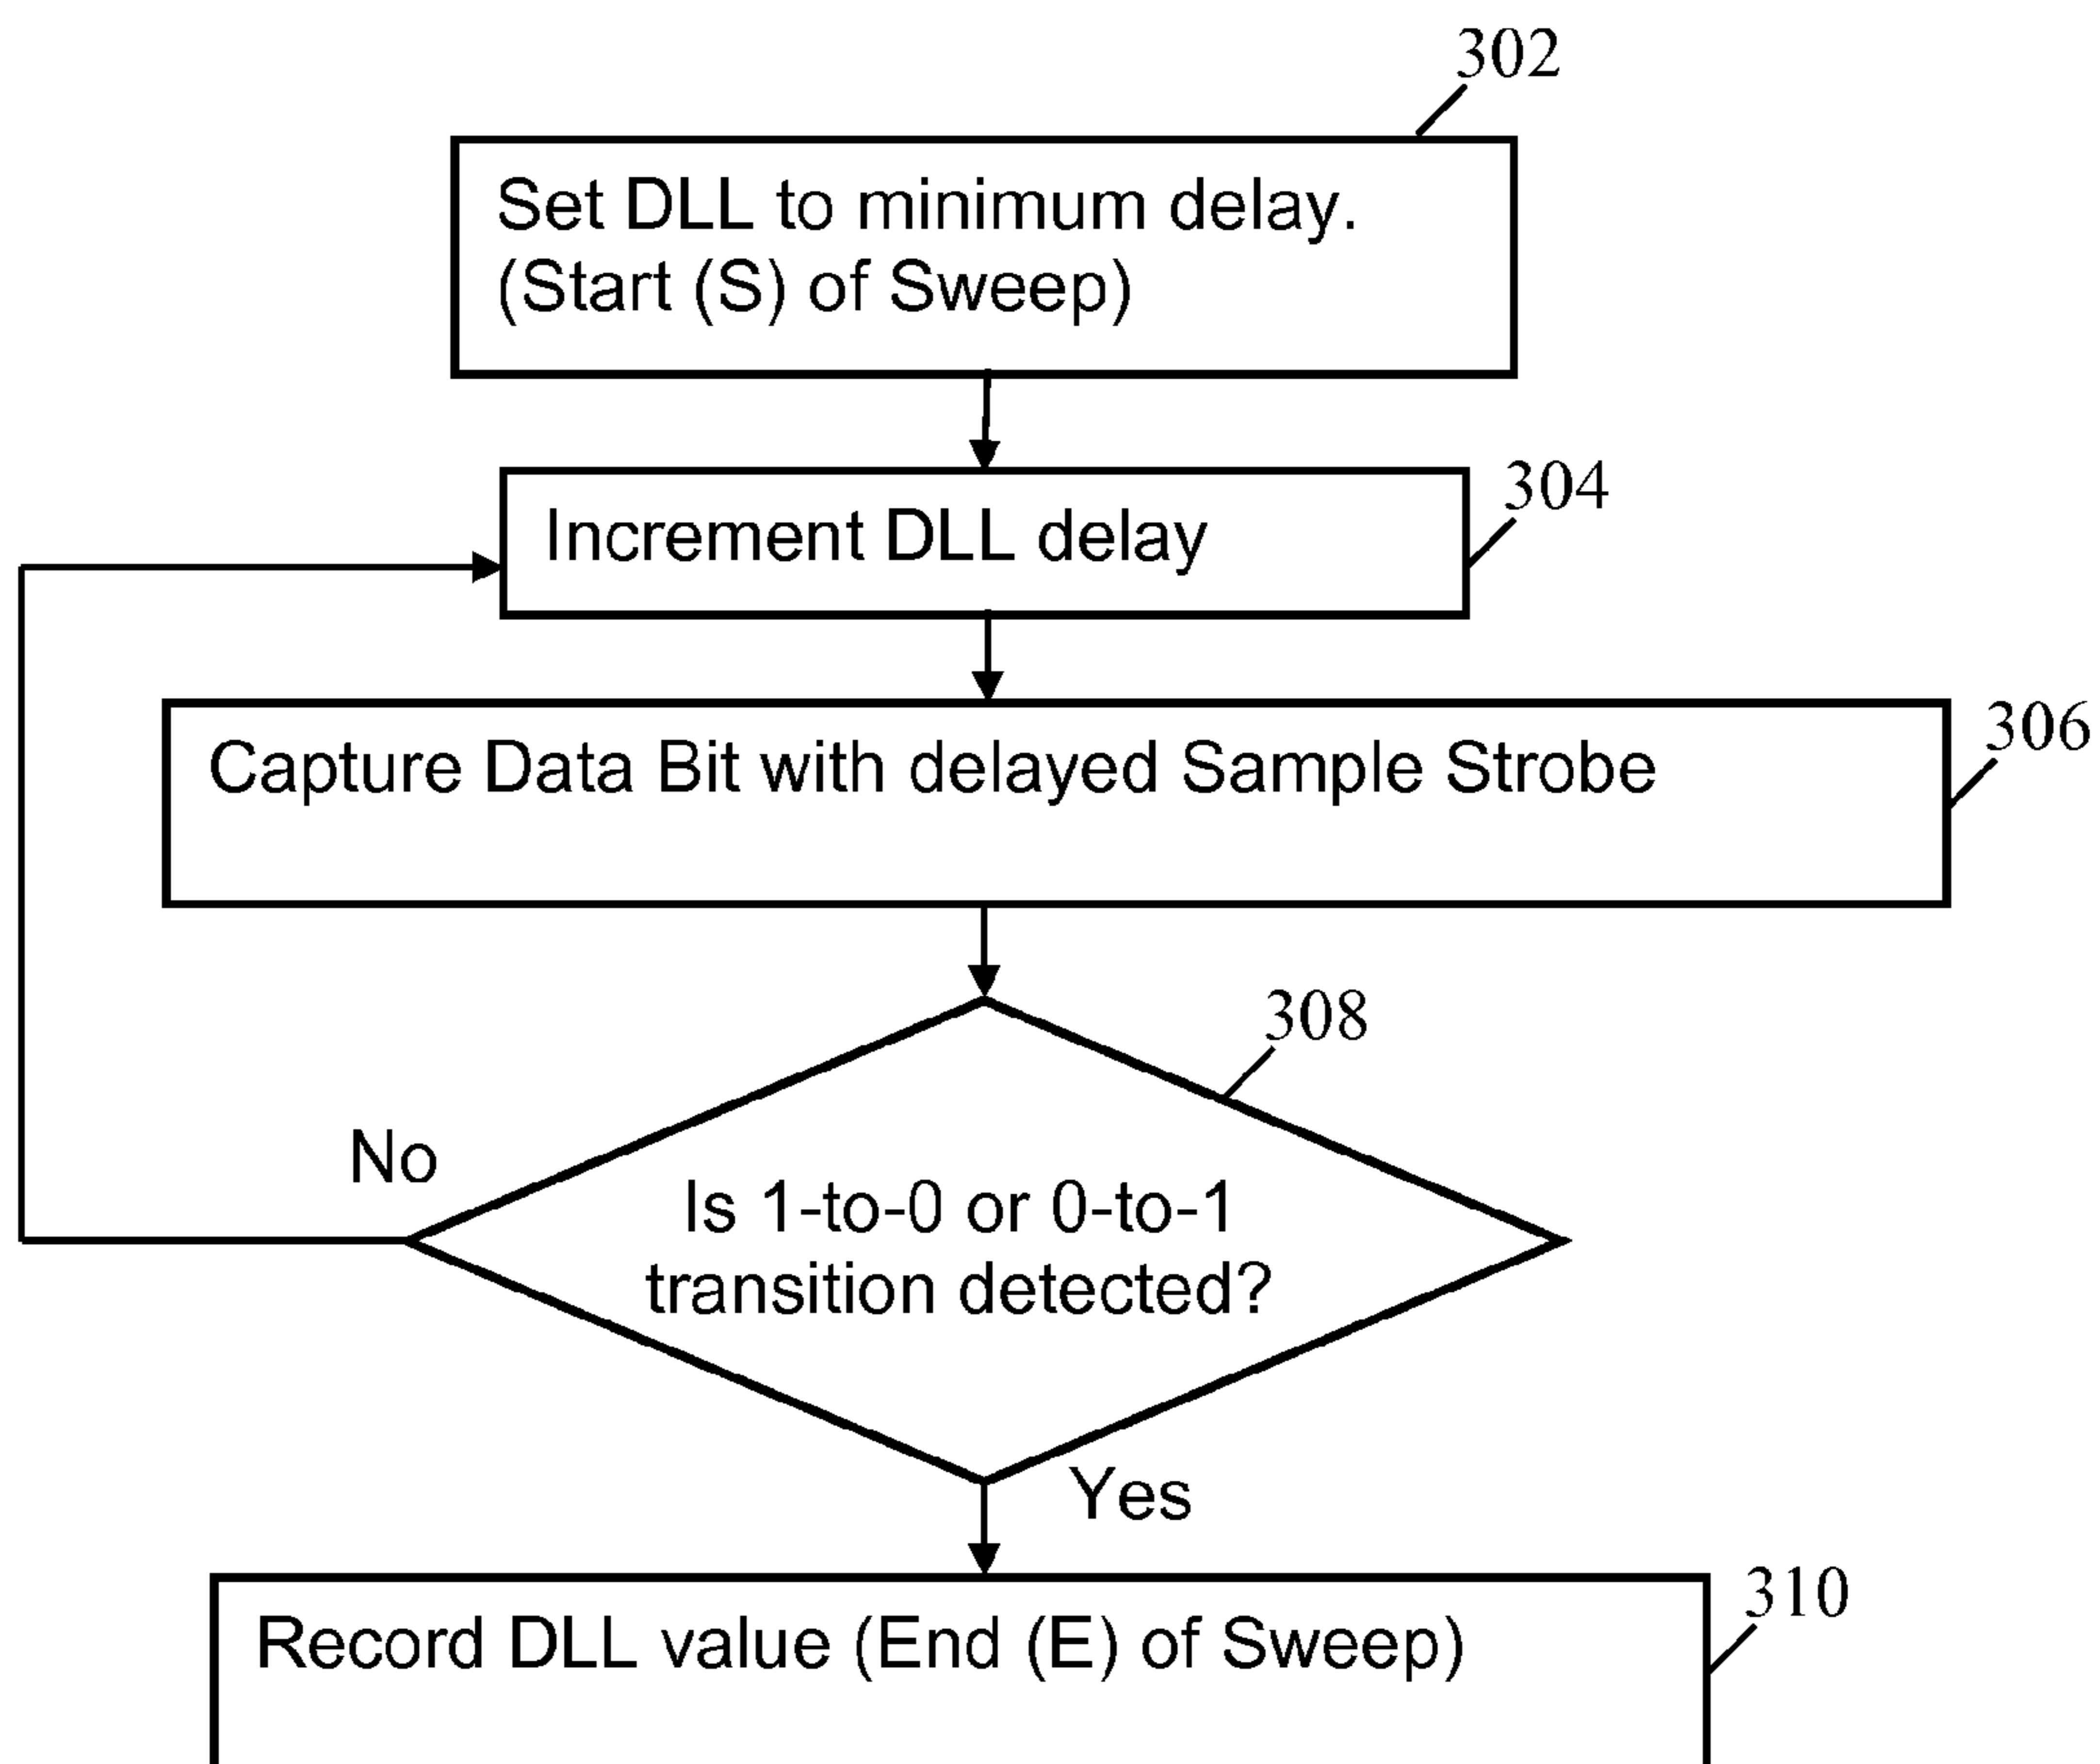 302
Set DLL to minimum delay.
(Start (S) of Sweep)
304
Increment DLL delay
306
Capture Data Bit with delayed Sample Strobe
308
No
Is 1-to-0 or 0-to-1
transition detected?
Yes
310
Record DLL value (End (E) of Sweep)